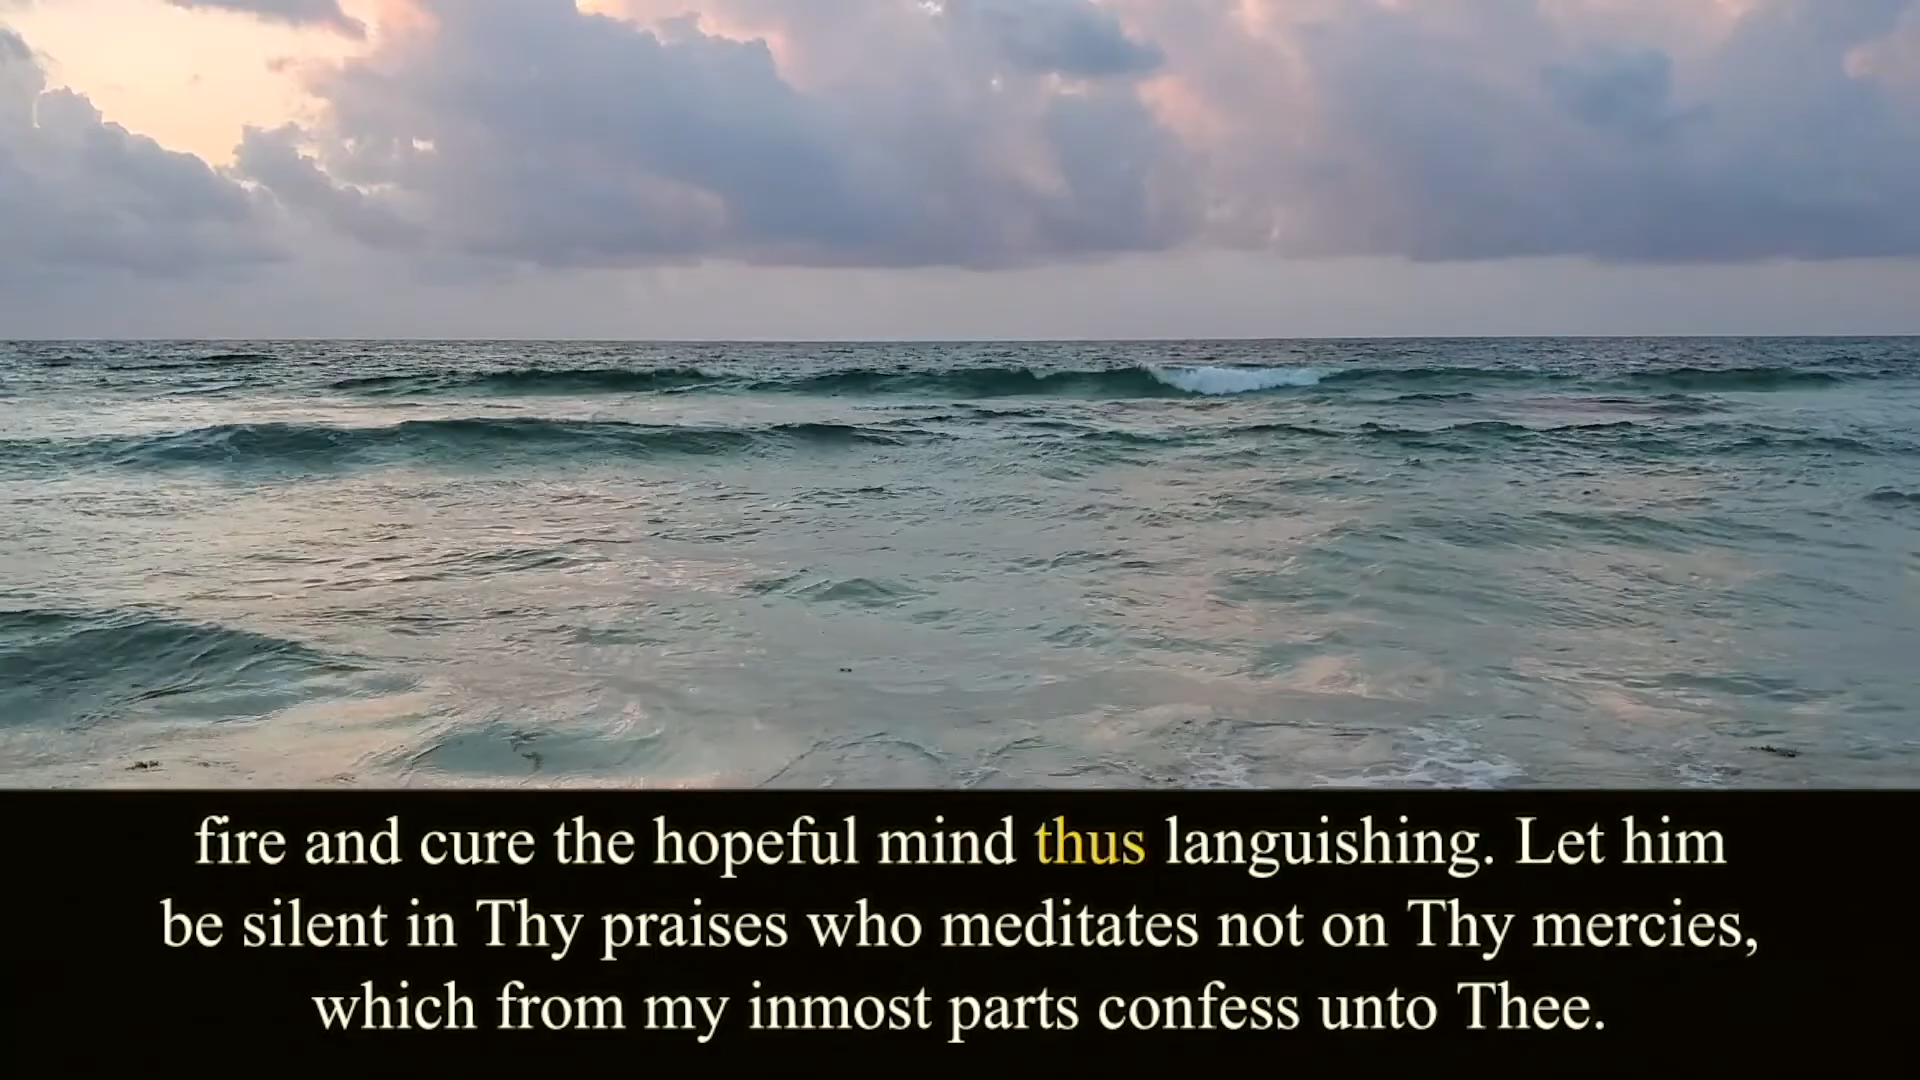 fire and cure the hopeful mind thus languishing. Let him
be silent in Thy praises who meditates not on Thy mercies,
which from my inmost parts confess unto Thee.